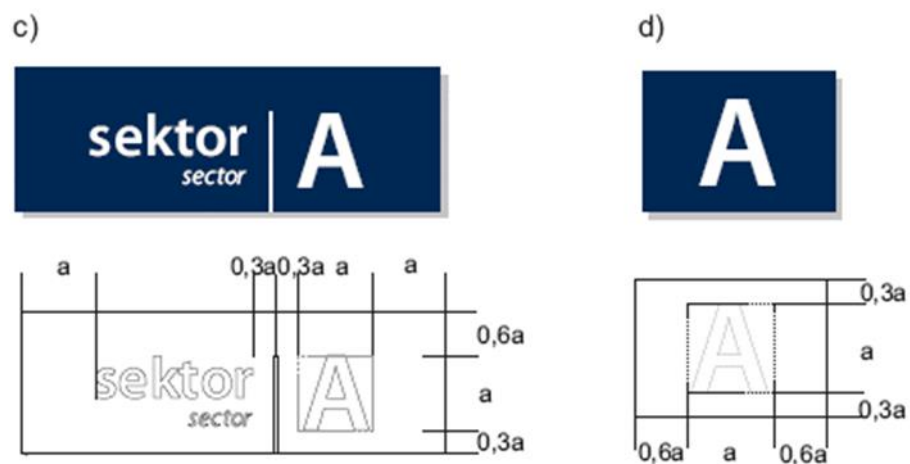 c) d)
sektor A A
sector
a 0,3a 0,3a a a
0,6a 0,3a
sektor A a A a
sector
0,3a 0,3a
0,6a a 0,6a